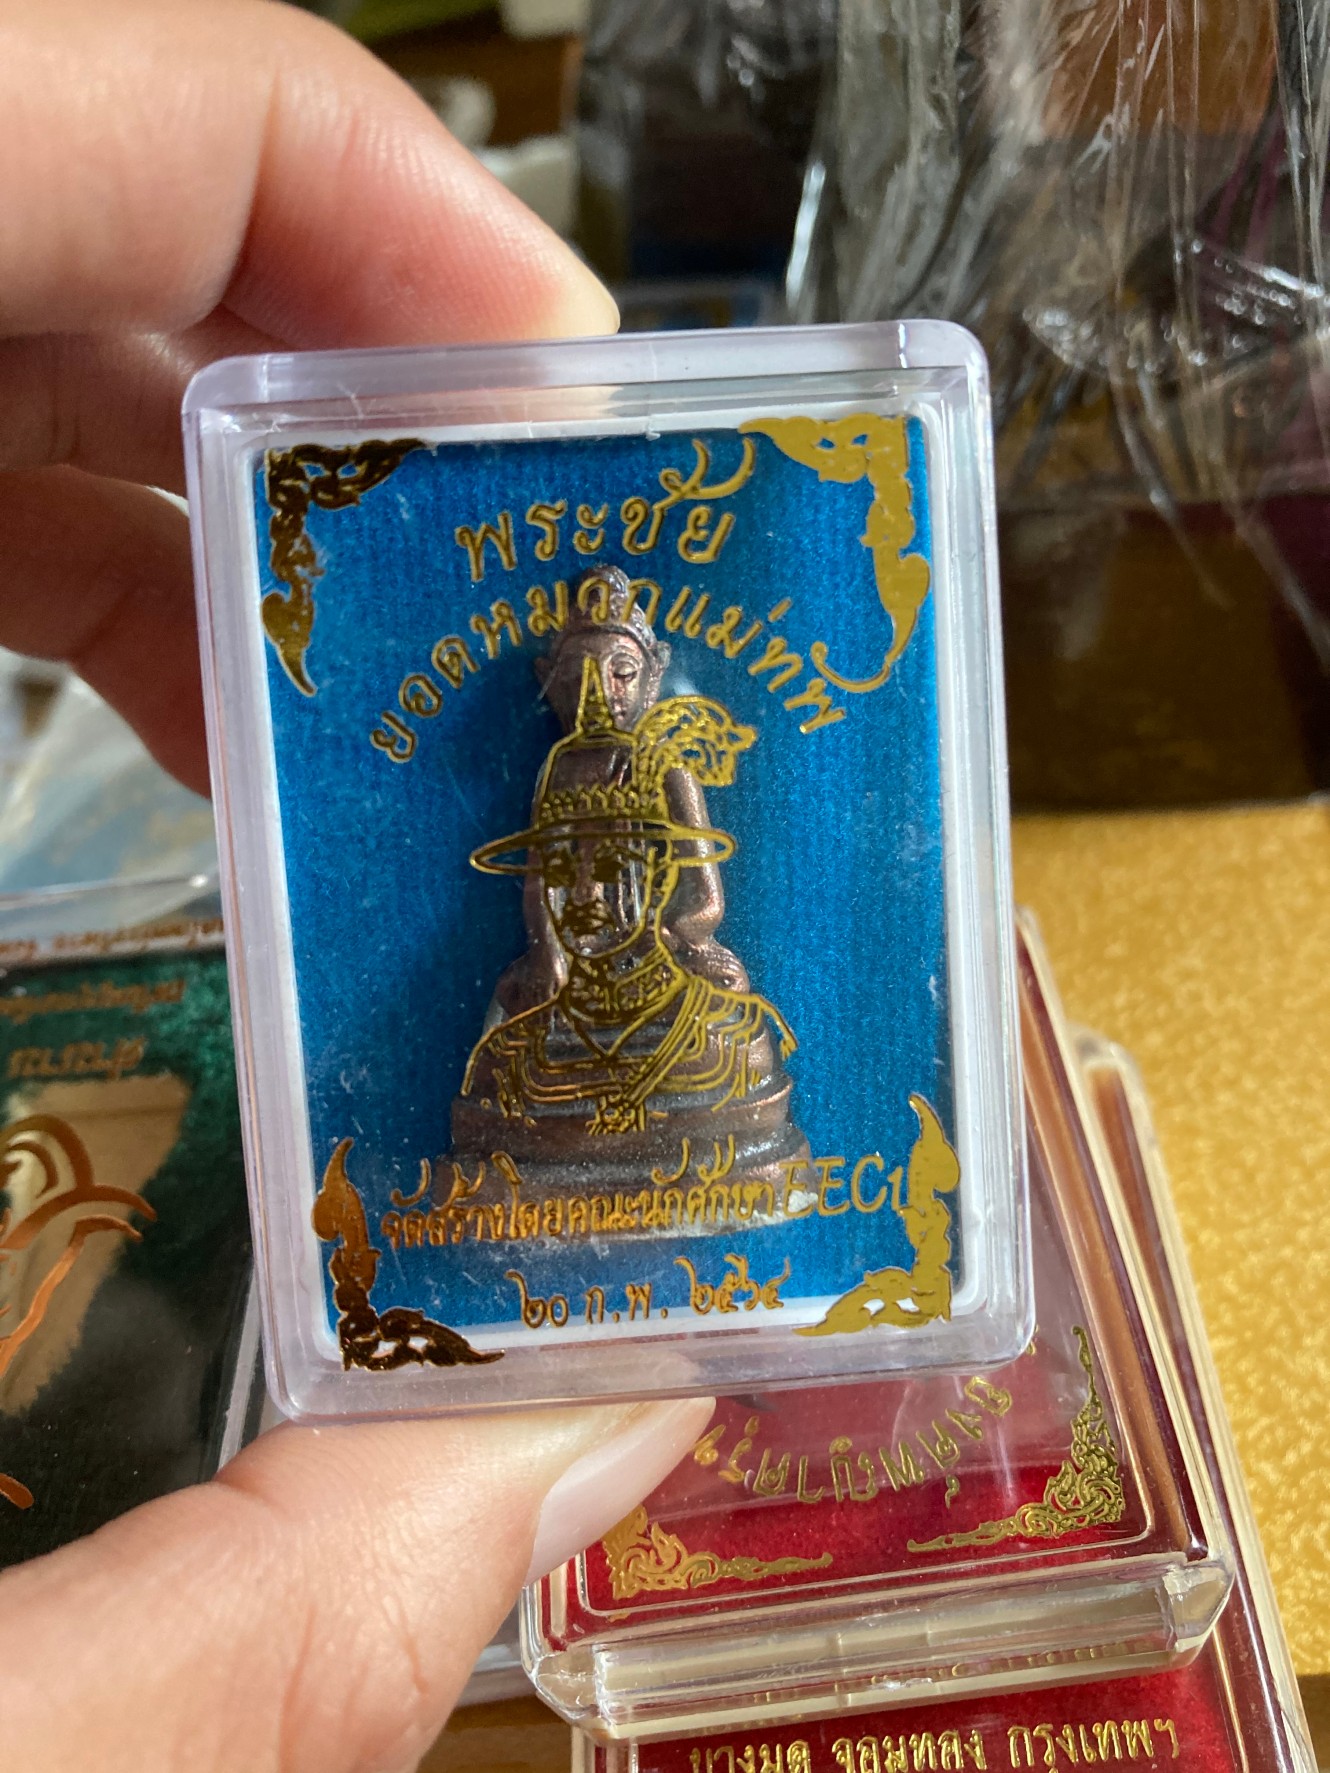 พระชัย
ยอดหมวกแม่ทัพ
จัดสร้างโดยคณะนักศึกษา EEC1
๒๐ ก.พ. ๒๕๖๔
บางมด จอมทอง กรุงเทพฯ